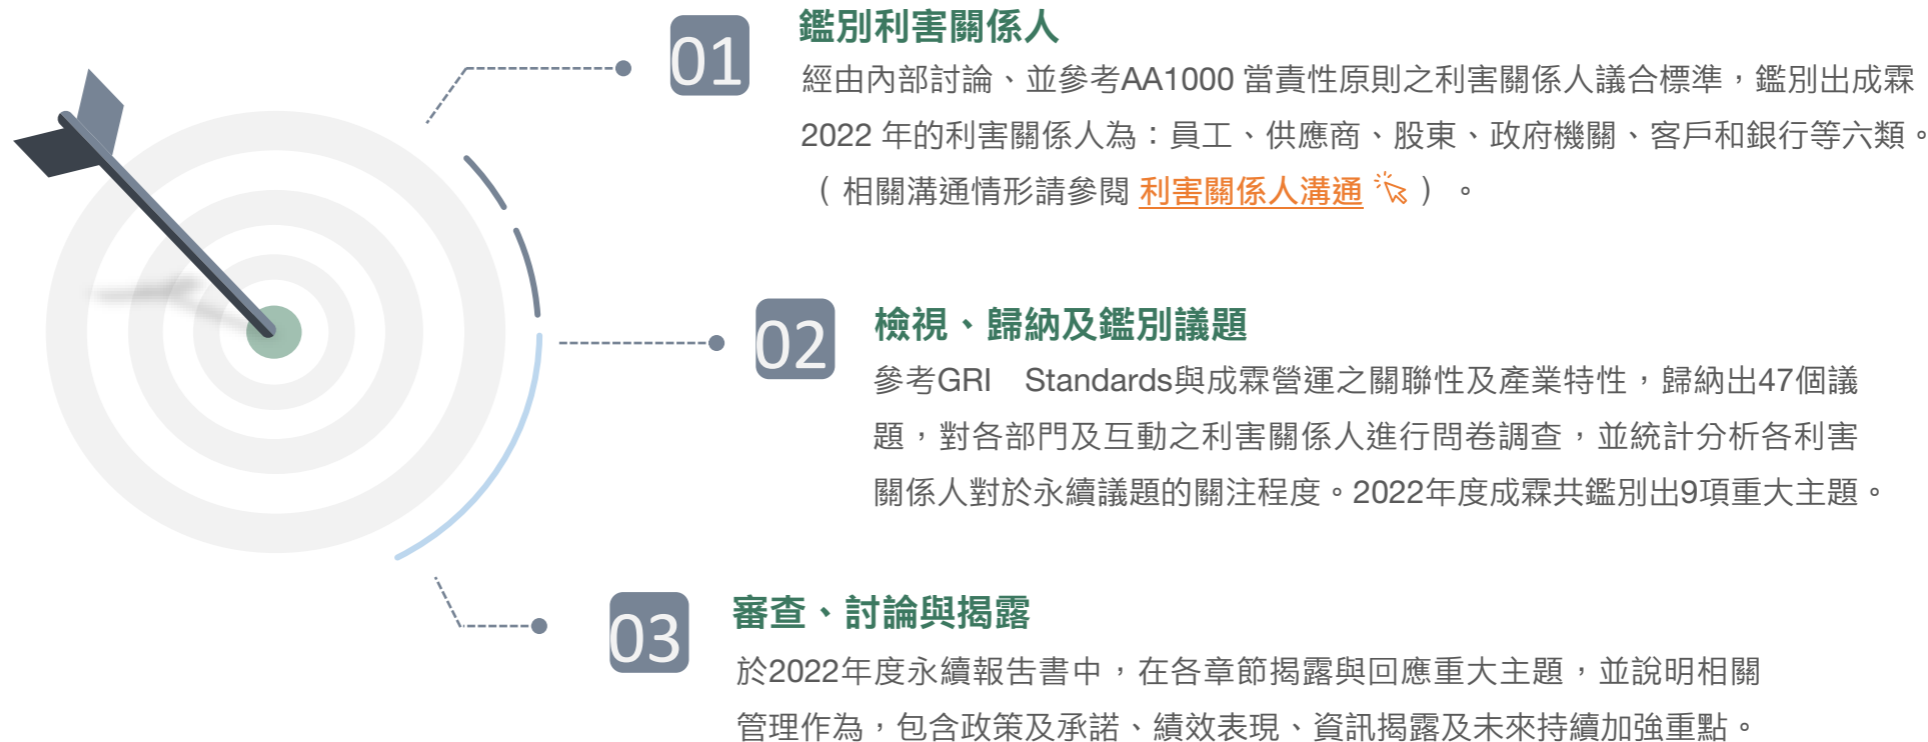 01
鑑別利害關係人
經由內部討論、並參考AA1000 當責性原則之利害關係人議合標準，鑑別出成霖
2022 年的利害關係人為：員工、供應商、股東、政府機關、客戶和銀行等六類。
（ 相關溝通情形請參閱 利害關係人溝通 ） 。
02
檢視、歸納及鑑別議題
參考GRI　Standards與成霖營運之關聯性及產業特性，歸納出47個議
題，對各部門及互動之利害關係人進行問卷調查，並統計分析各利害
關係人對於永續議題的關注程度。2022年度成霖共鑑別出9項重大主題。
03
審查、討論與揭露
於2022年度永續報告書中，在各章節揭露與回應重大主題，並說明相關
管理作為，包含政策及承諾、績效表現、資訊揭露及未來持續加強重點。